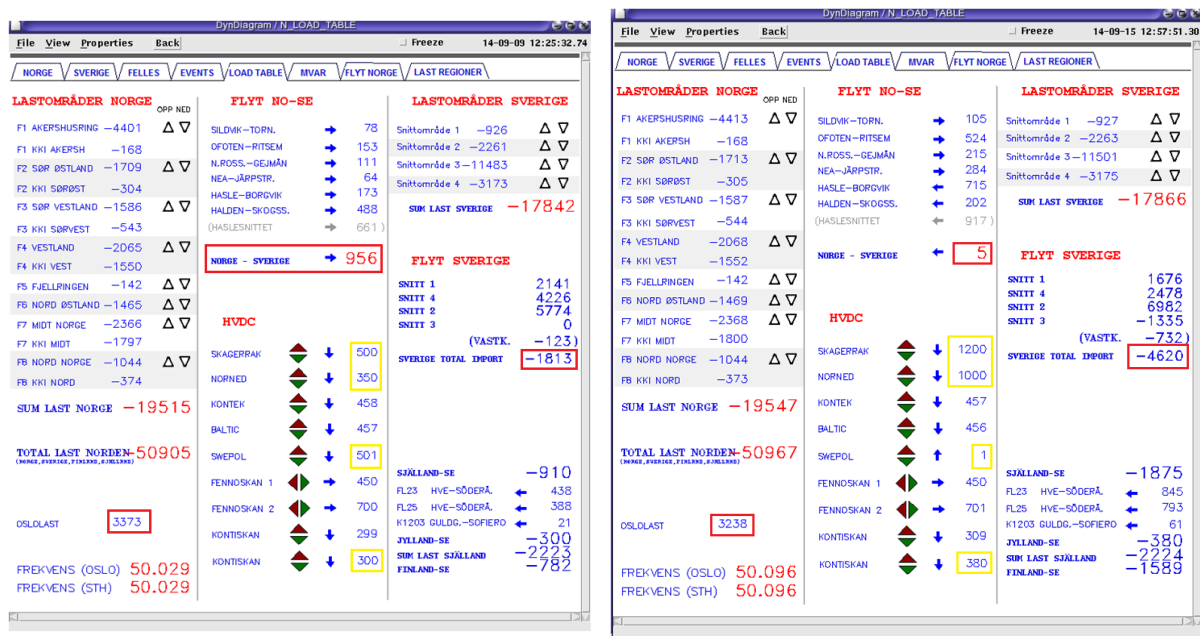 DynDiagram / N_LOAD_TABLE
File View Properties Back Freeze 14-09-09 12:25:32.74
NORGE SVERIGE FELLES EVENTS LOAD TABLE MVAR FLYT NORGE LAST REGIONER
LASTOMRÅDER NORGE
OPP NED
F1 AKERSHUSRING -4401
F1 KKI AKERSH -168
F2 SØR ØSTLAND -1709
F2 KKI SØRØST -304
F3 SØR VESTLAND -1586
F3 KKI SØRVEST -543
F4 VESTLAND -2065
F4 KKI VEST -1550
F5 FJELLRINGEN -142
F6 NORD ØSTLAND -1465
F7 MIDT NORGE -2366
F7 KKI MIDT -1797
F8 NORD NORGE -1044
F8 KKI NORD -374
SUM LAST NORGE -19515
TOTAL LAST NORDEN -50905
(NORGE,SVERIGE,FINLAND,SJÆLLAND)
OSLOLAST 3373
FREKVENS (OSLO) 50.029
FREKVENS (STH) 50.029
FLYT NO-SE
SILDVIK-TORN. → 78
OFOTEN-RITSEM → 153
N.ROSS.-GEJMÅN → 111
NEA-JÄRPSTR. → 64
HASLE-BORGVIK → 173
HALDEN-SKOGSS. → 488
(HASLESNITTET → 661 )
NORGE - SVERIGE → 956
HVDC
SKAGERRAK ↓ 500
NORNED ↓ 350
KONTEK ↓ 458
BALTIC ↓ 457
SWEPOL ↓ 501
FENNOSKAN 1 → 450
FENNOSKAN 2 → 700
KONTISKAN ↓ 299
KONTISKAN ↓ 300
LASTOMRÅDER SVERIGE
Snittområde 1 -926
Snittområde 2 -2261
Snittområde 3 -11483
Snittområde 4 -3173
SUM LAST SVERIGE -17842
FLYT SVERIGE
SNITT 1 2141
SNITT 4 4226
SNITT 2 5774
SNITT 3 0
(VASTK. -123)
SVERIGE TOTAL IMPORT -1813
SJÄLLAND-SE -910
FL23 HVE-SÖDERÅ. ← 438
FL25 HVE-SÖDERÅ. ← 388
K1203 GULDG.-SOFIERO ← 21
JYLLAND-SE -300
SUM LAST SJÄLLAND -2223
FINLAND-SE -782
DynDiagram / N_LOAD_TABLE
File View Properties Back Freeze 14-09-15 12:57:51.30
NORGE SVERIGE FELLES EVENTS LOAD TABLE MVAR FLYT NORGE LAST REGIONER
LASTOMRÅDER NORGE
OPP NED
F1 AKERSHUSRING -4413
F1 KKI AKERSH -168
F2 SØR ØSTLAND -1713
F2 KKI SØRØST -305
F3 SØR VESTLAND -1587
F3 KKI SØRVEST -544
F4 VESTLAND -2068
F4 KKI VEST -1552
F5 FJELLRINGEN -142
F6 NORD ØSTLAND -1469
F7 MIDT NORGE -2368
F7 KKI MIDT -1800
F8 NORD NORGE -1044
F8 KKI NORD -373
SUM LAST NORGE -19547
TOTAL LAST NORDEN -50967
(NORGE,SVERIGE,FINLAND,SJÆLLAND)
OSLOLAST 3238
FREKVENS (OSLO) 50.096
FREKVENS (STH) 50.096
FLYT NO-SE
SILDVIK-TORN. → 105
OFOTEN-RITSEM → 524
N.ROSS.-GEJMÅN → 215
NEA-JÄRPSTR. → 284
HASLE-BORGVIK ← 715
HALDEN-SKOGSS. ← 202
(HASLESNITTET ← 917 )
NORGE - SVERIGE ← 5
HVDC
SKAGERRAK ↓ 1200
NORNED ↓ 1000
KONTEK ↓ 457
BALTIC ↓ 456
SWEPOL ↑ 1
FENNOSKAN 1 → 450
FENNOSKAN 2 → 701
KONTISKAN ↓ 309
KONTISKAN ↓ 380
LASTOMRÅDER SVERIGE
Snittområde 1 -927
Snittområde 2 -2263
Snittområde 3 -11501
Snittområde 4 -3175
SUM LAST SVERIGE -17866
FLYT SVERIGE
SNITT 1 1676
SNITT 4 2478
SNITT 2 6982
SNITT 3 -1335
(VASTK. -732)
SVERIGE TOTAL IMPORT -4620
SJÄLLAND-SE -1875
FL23 HVE-SÖDERÅ. ← 845
FL25 HVE-SÖDERÅ. ← 793
K1203 GULDG.-SOFIERO ← 61
JYLLAND-SE -380
SUM LAST SJÄLLAND -2224
FINLAND-SE -1589